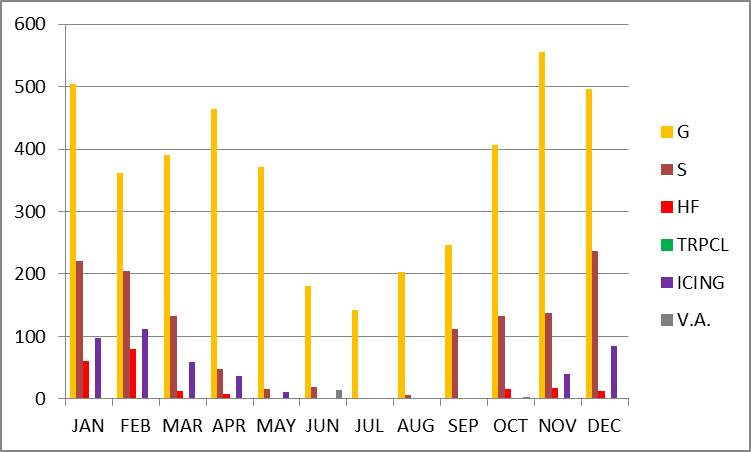 600
500
400
300
200
100
0
JAN FEB MAR APR MAY JUN JUL AUG SEP OCT NOV DEC
G
S
HF
TRPCL
ICING
V.A.